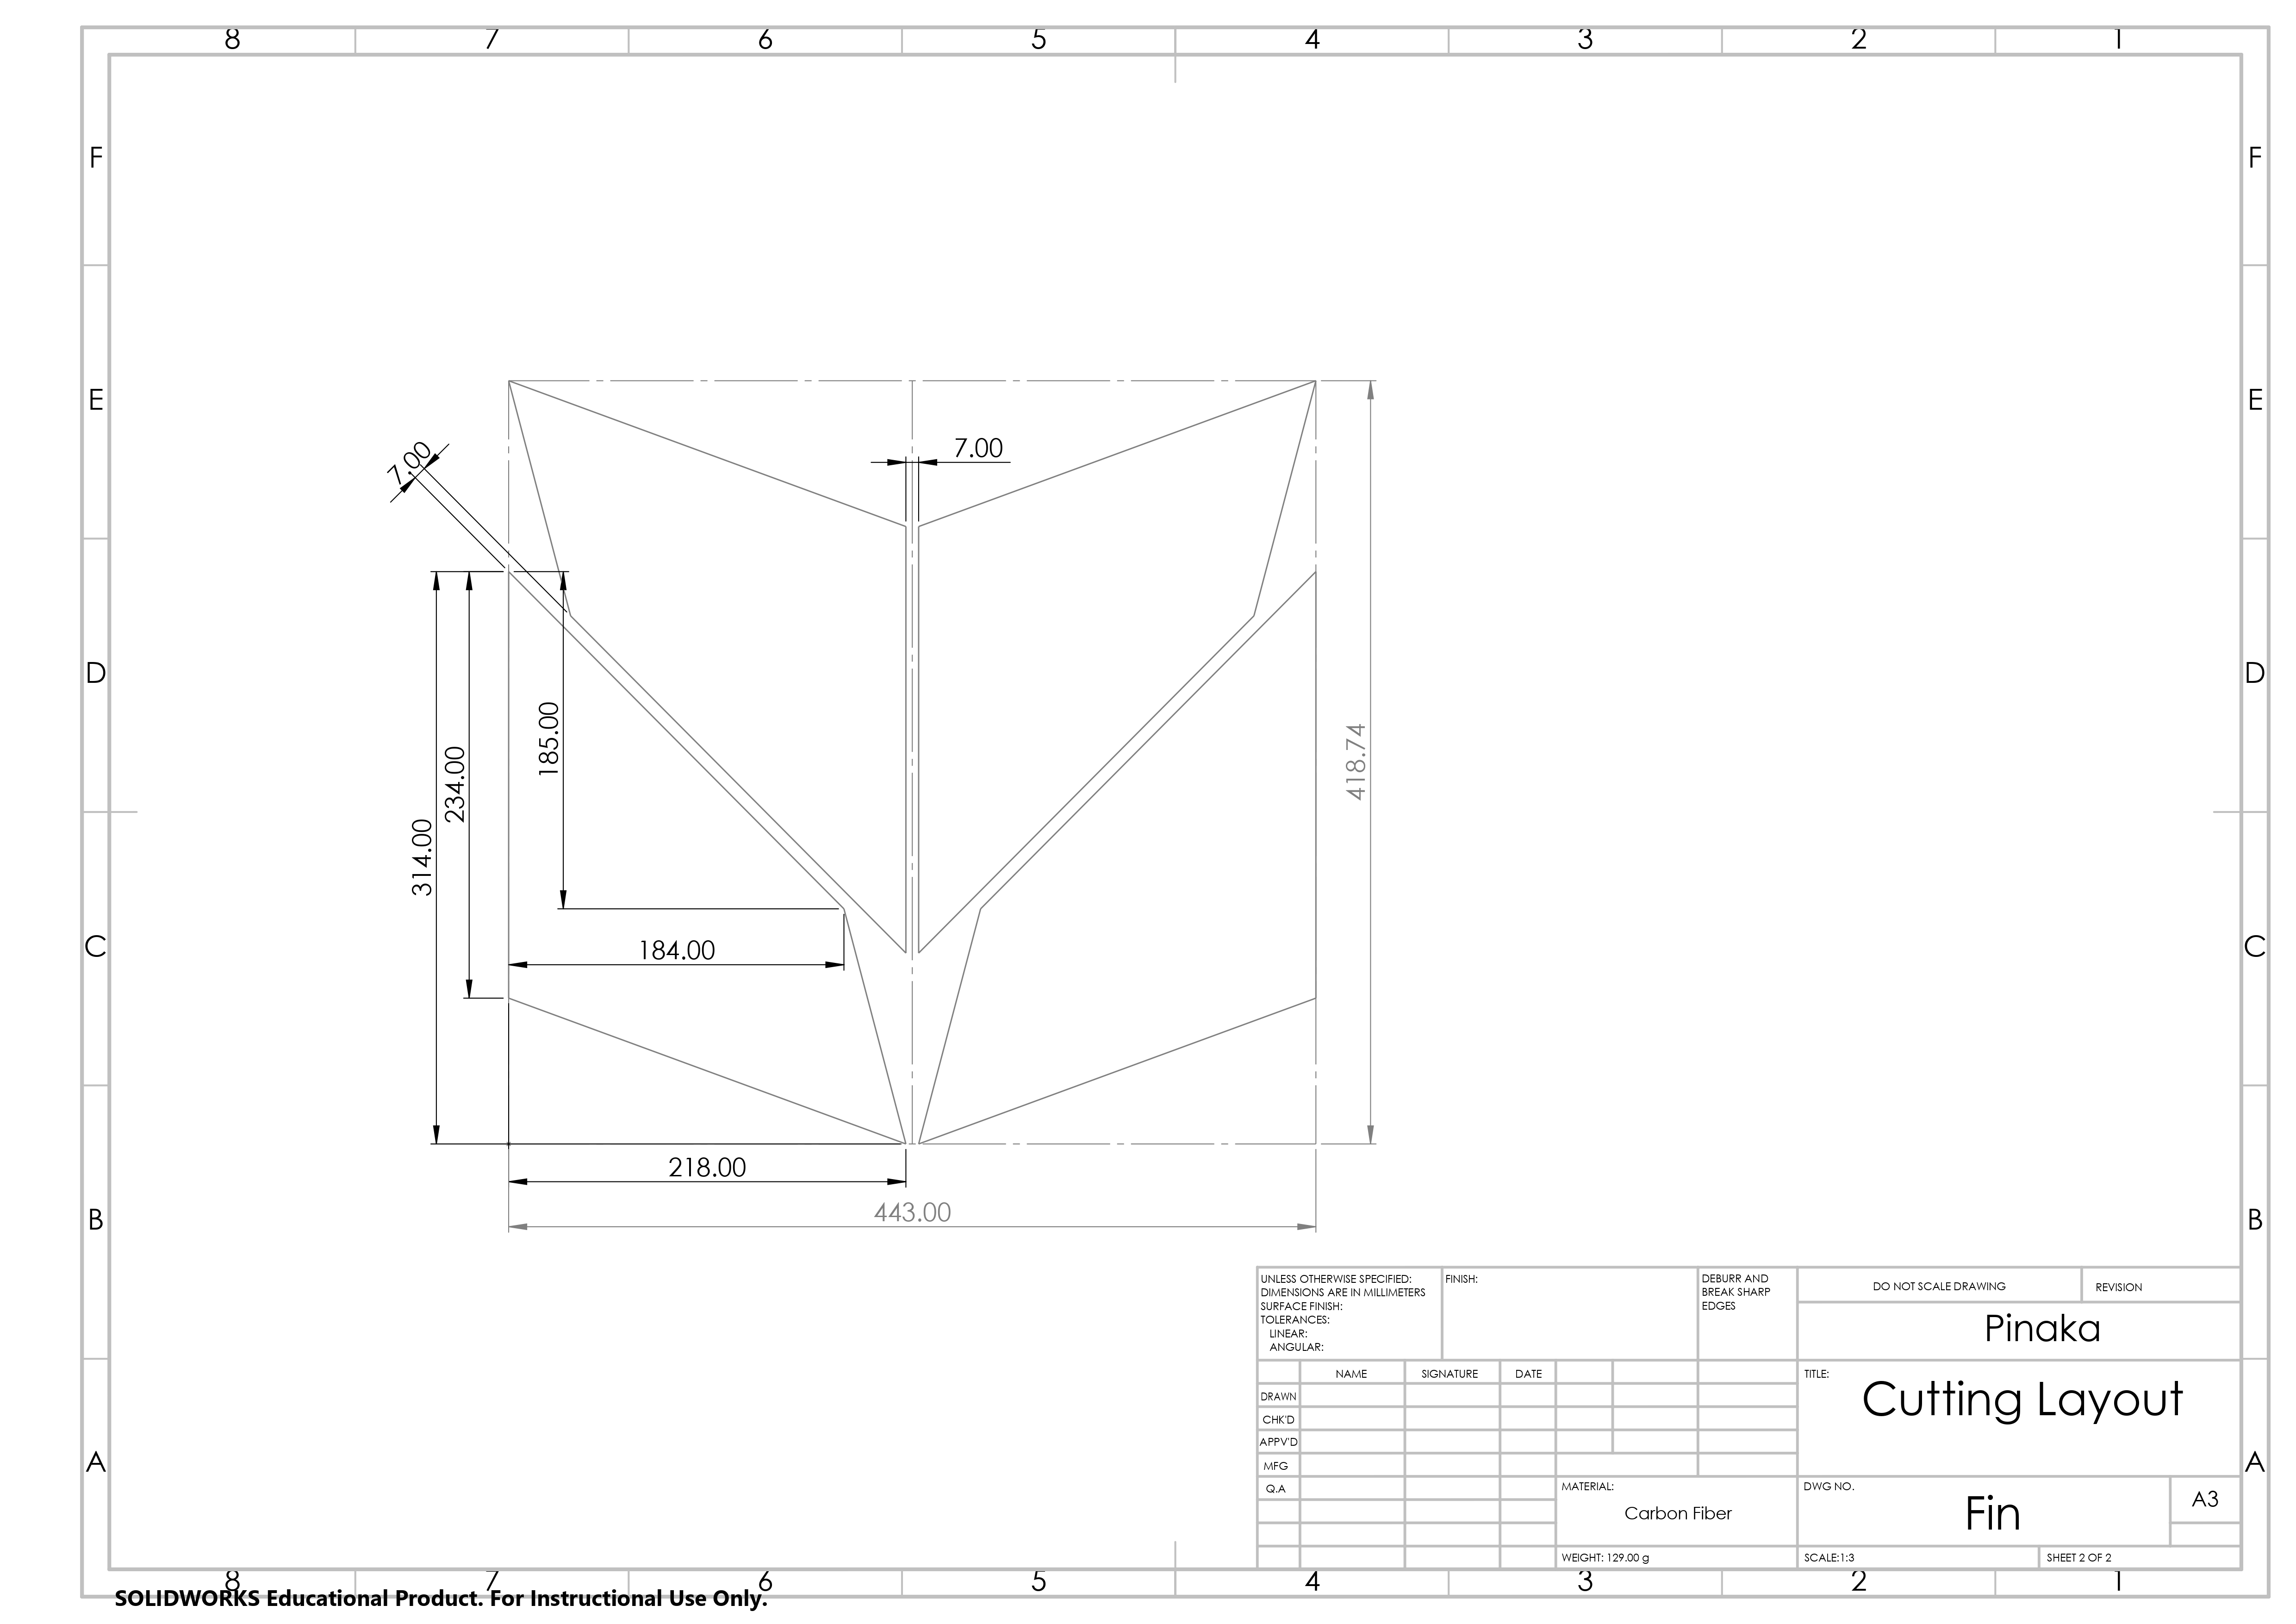 8 7 6 5 4 3 2 1
F F
E E
7.00
7.00
D D
185.00
418.74
234.00
314.00
C C
184.00
218.00
443.00
B B
UNLESS OTHERWISE SPECIFIED:
DIMENSIONS ARE IN MILLIMETERS
SURFACE FINISH:
TOLERANCES:
LINEAR:
ANGULAR:
FINISH:
DEBURR AND
BREAK SHARP
EDGES
DO NOT SCALE DRAWING
REVISION
Pinaka
NAME SIGNATURE DATE
TITLE:
Cutting Layout
DRAWN
CHK'D
APPV'D
MFG
Q.A
A A
MATERIAL:
Carbon Fiber
DWG NO.
Fin
A3
WEIGHT: 129.00 g
SCALE:1:3
SHEET 2 OF 2
8 7 6 5 4 3 2 1
SOLIDWORKS Educational Product. For Instructional Use Only.